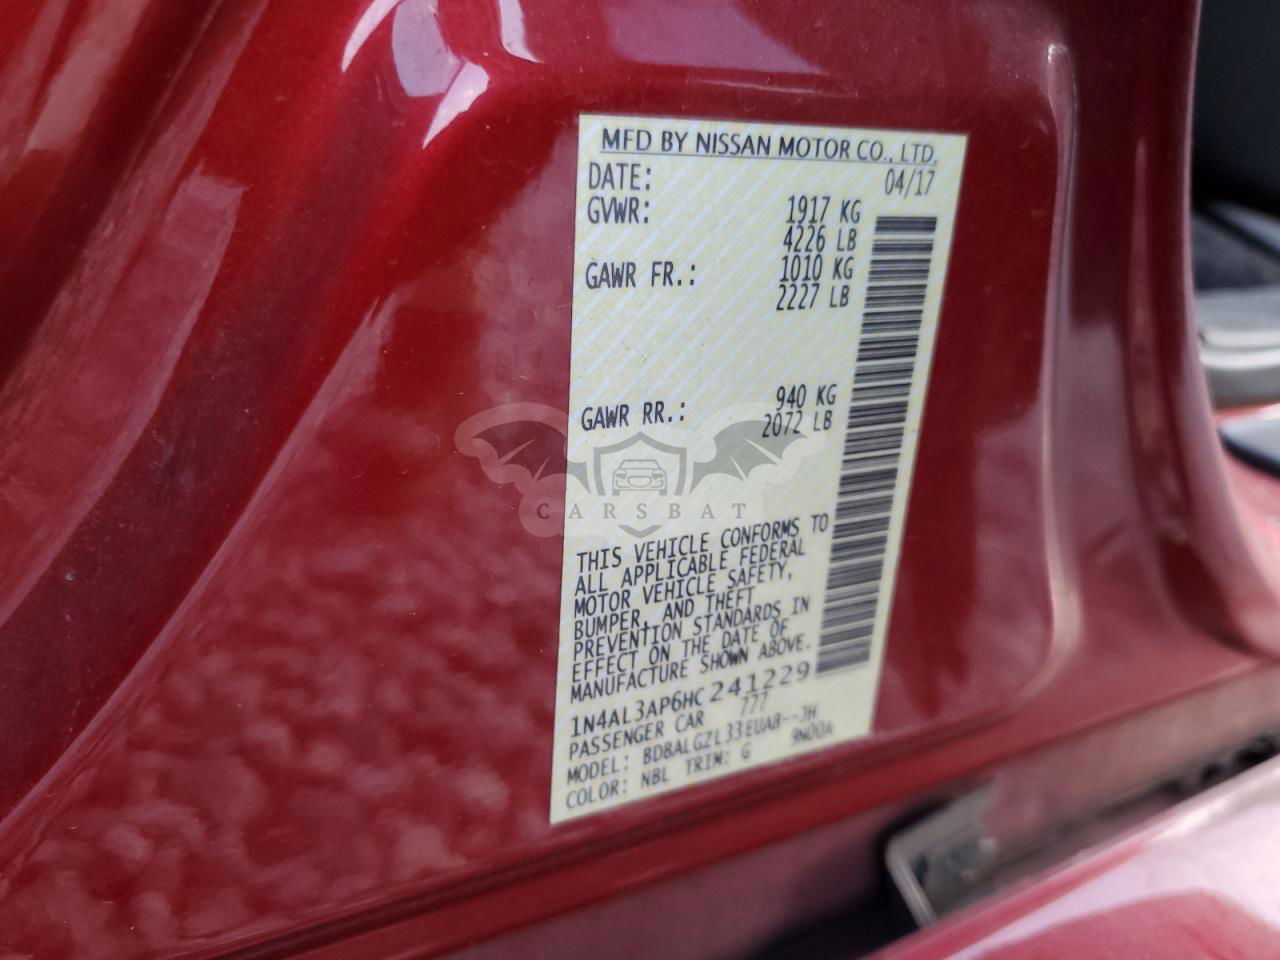 MFD BY NISSAN MOTOR CO., LTD.
DATE: 04/17
GVWR: 1917 KG
4226 LB
GAWR FR.: 1010 KG
2227 LB
GAWR RR.: 940 KG
2072 LB
CARSBAT
THIS VEHICLE CONFORMS TO
ALL APPLICABLE FEDERAL
MOTOR VEHICLE SAFETY,
BUMPER, AND THEFT
PREVENTION STANDARDS IN
EFFECT ON THE DATE OF
MANUFACTURE SHOWN ABOVE.
1N4AL3AP6HC241229
PASSENGER CAR 777
MODEL: BDBALGZL33EUAB--JH
COLOR: NBL TRIM: G 9N00A